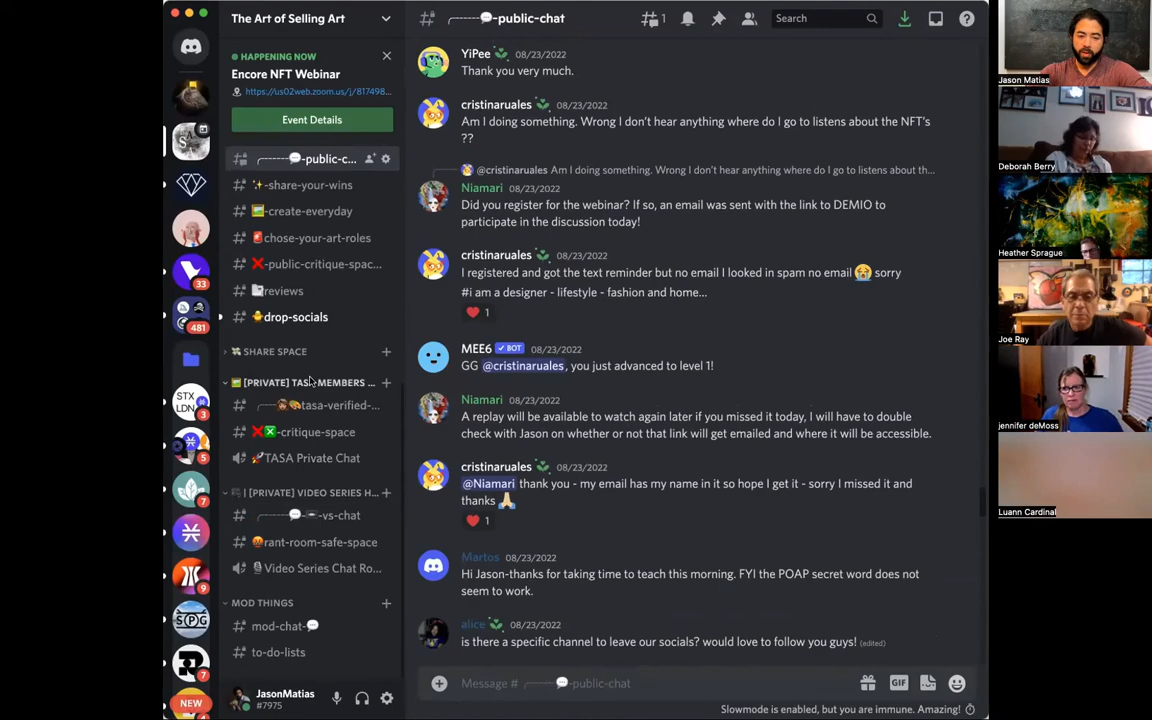 The Art of Selling Art
HAPPENING NOW
Encore NFT Webinar
https://us02web.zoom.us/j/817498...
Event Details
-public-c...
-share-your-wins
-create-everyday
-chose-your-art-roles
-public-critique-spac...
reviews
-drop-socials
SHARE SPACE
[PRIVATE] TASA MEMBERS ...
tasa-verified-...
-critique-space
TASA Private Chat
[PRIVATE] VIDEO SERIES H...
-vs-chat
-rant-room-safe-space
Video Series Chat Ro...
MOD THINGS
mod-chat-
to-do-lists
JasonMatias
#7975
33
481
3
5
7
9
7
NEW
-public-chat
1
Search
YiPee 08/23/2022
Thank you very much.
cristinaruales 08/23/2022
Am I doing something. Wrong I don't hear anything where do I go to listens about the NFT's
??
@cristinaruales Am I doing something. Wrong I don't hear anything where do I go to listens about th...
Niamari 08/23/2022
Did you register for the webinar? If so, an email was sent with the link to DEMIO to
participate in the discussion today!
cristinaruales 08/23/2022
I registered and got the text reminder but no email I looked in spam no email 😭 sorry
#i am a designer - lifestyle - fashion and home...
❤️ 1
MEE6 ✓ BOT 08/23/2022
GG @cristinaruales, you just advanced to level 1!
Niamari 08/23/2022
A replay will be available to watch again later if you missed it today, I will have to double
check with Jason on whether or not that link will get emailed and where it will be accessible.
cristinaruales 08/23/2022
@Niamari thank you - my email has my name in it so hope I get it - sorry I missed it and
thanks 🙏
❤️ 1
Martos 08/23/2022
Hi Jason-thanks for taking time to teach this morning. FYI the POAP secret word does not
seem to work.
alice 08/23/2022
is there a specific channel to leave our socials? would love to follow you guys! (edited)
Message # -public-chat
GIF
Slowmode is enabled, but you are immune. Amazing!
Jason Matias
Deborah Berry
Heather Sprague
Joe Ray
jennifer deMoss
Luann Cardinal